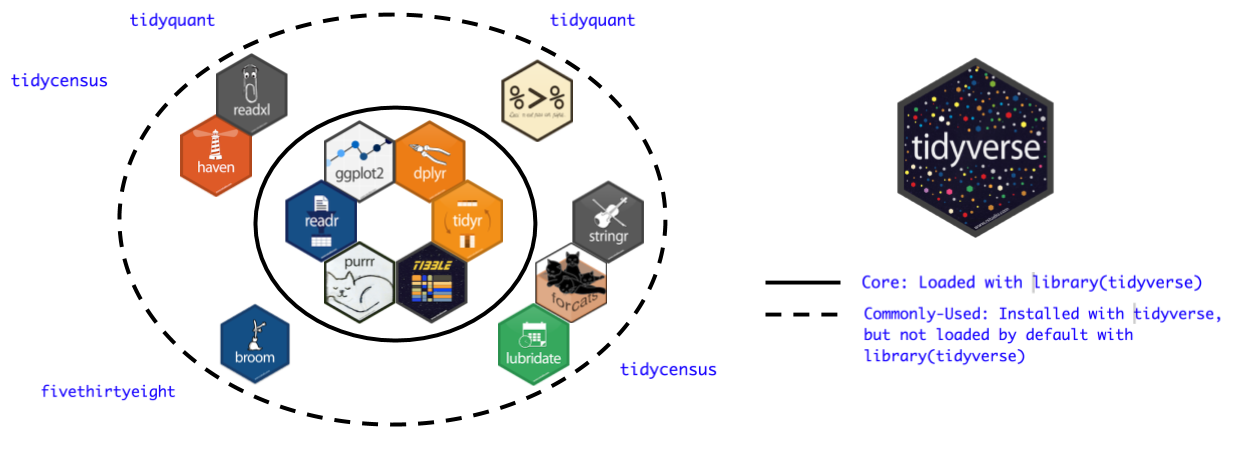 tidyquant
tidyquant
tidycensus
readxl
%>%
haven
ggplot2
dplyr
tidyverse
readr
tidyr
stringr
purrr
TIBBLE
forcats
Core: Loaded with library(tidyverse)
Commonly-Used: Installed with tidyverse,
but not loaded by default with
library(tidyverse)
broom
lubridate
tidycensus
fivethirtyeight